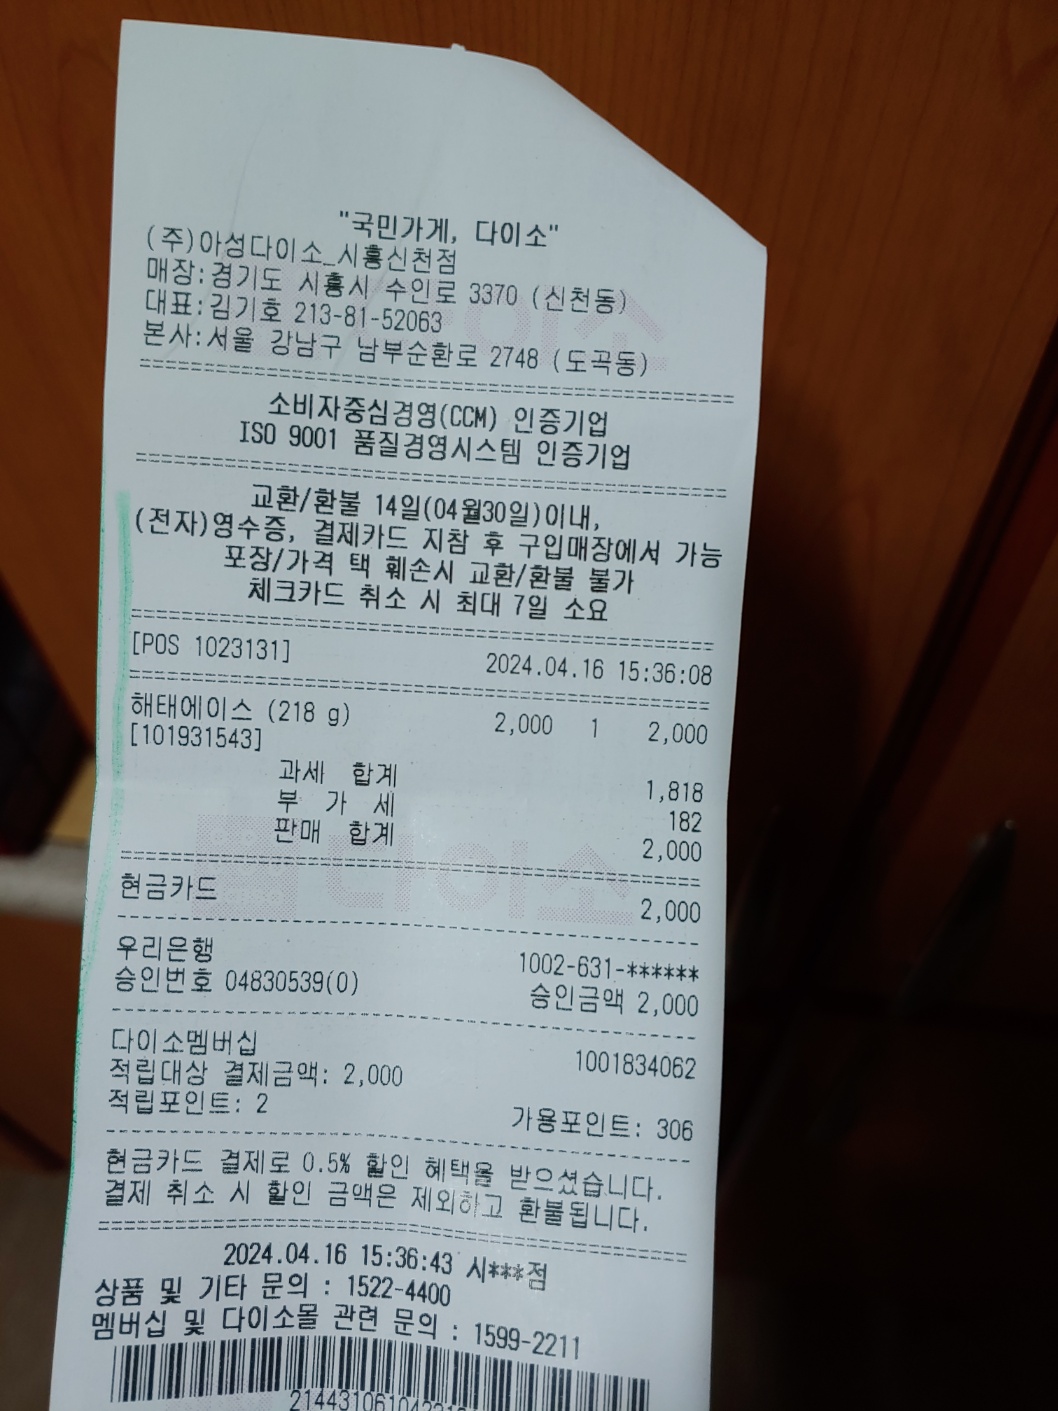 "국민가게, 다이소"
(주)아성다이소_시흥신천점
매장:경기도 시흥시 수인로 3370 (신천동)
대표:김기호 213-81-52063
본사:서울 강남구 남부순환로 2748 (도곡동)
소비자중심경영(CCM) 인증기업
ISO 9001 품질경영시스템 인증기업
교환/환불 14일(04월30일)이내,
(전자)영수증, 결제카드 지참 후 구입매장에서 가능
포장/가격 택 훼손시 교환/환불 불가
체크카드 취소 시 최대 7일 소요
[POS 1023131] 2024.04.16 15:36:08
해태에이스 (218 g) 2,000 1 2,000
[101931543]
과세 합계 1,818
부 가 세 182
판매 합계 2,000
현금카드 2,000
우리은행 1002-631-******
승인번호 04830539(0) 승인금액 2,000
다이소멤버십 1001834062
적립대상 결제금액: 2,000
적립포인트: 2 가용포인트: 306
현금카드 결제로 0.5% 할인 혜택을 받으셨습니다.
결제 취소 시 할인 금액은 제외하고 환불됩니다.
2024.04.16 15:36:43 시***점
상품 및 기타 문의 : 1522-4400
멤버십 및 다이소몰 관련 문의 : 1599-2211